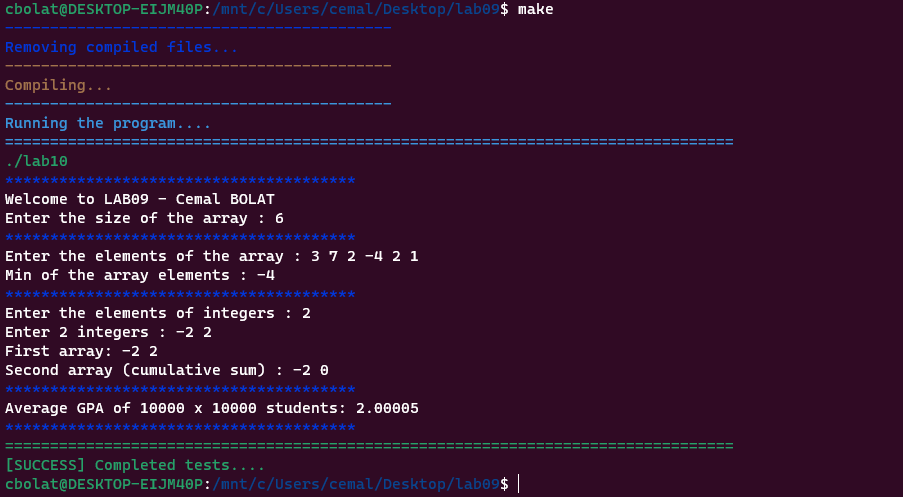 cbolat@DESKTOP-EIJM40P:/mnt/c/Users/cemal/Desktop/lab09$ make
-------------------------------------------
Removing compiled files...
-------------------------------------------
Compiling...
-------------------------------------------
Running the program....
=================================================================================
./lab10
***************************************
Welcome to LAB09 - Cemal BOLAT
Enter the size of the array : 6
***************************************
Enter the elements of the array : 3 7 2 -4 2 1
Min of the array elements : -4
***************************************
Enter the elements of integers : 2
Enter 2 integers : -2 2
First array: -2 2
Second array (cumulative sum) : -2 0
***************************************
Average GPA of 10000 x 10000 students: 2.00005
***************************************
=================================================================================
[SUCCESS] Completed tests....
cbolat@DESKTOP-EIJM40P:/mnt/c/Users/cemal/Desktop/lab09$